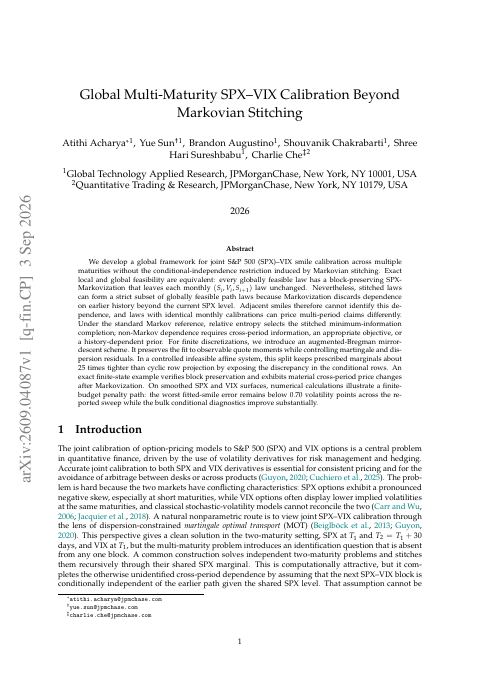 Global Multi-Maturity SPX–VIX Calibration Beyond
Markovian Stitching
Atithi Acharya*1, Yue Sun†1, Brandon Augustino1, Shouvanik Chakrabarti1, Shree
Hari Sureshbabu1, Charlie Che‡2
1Global Technology Applied Research, JPMorganChase, New York, NY 10001, USA
2Quantitative Trading & Research, JPMorganChase, New York, NY 10179, USA
2026
Abstract
We develop a global framework for joint S&P 500 (SPX)–VIX smile calibration across multiple
maturities without the conditional-independence restriction induced by Markovian stitching. Exact
local and global feasibility are equivalent: every globally feasible law has a block-preserving SPX-
Markovization that leaves each monthly (Si, Vi, Si+1) law unchanged. Nevertheless, stitched laws
can form a strict subset of globally feasible path laws because Markovization discards dependence
on earlier history beyond the current SPX level. Adjacent smiles therefore cannot identify this de-
pendence, and laws with identical monthly calibrations can price multi-period claims differently.
Under the standard Markov reference, relative entropy selects the stitched minimum-information
completion; non-Markov dependence requires cross-period information, an appropriate objective, or
a history-dependent prior. For finite discretizations, we introduce an augmented-Bregman mirror-
descent scheme. It preserves the fit to observable quote moments while controlling martingale and dis-
persion residuals. In a controlled infeasible affine system, this split keeps prescribed marginals about
25 times tighter than cyclic row projection by exposing the discrepancy in the conditional rows. An
exact finite-state example verifies block preservation and exhibits material cross-period price changes
after Markovization. On smoothed SPX and VIX surfaces, numerical calculations illustrate a finite-
budget penalty path: the worst fitted-smile error remains below 0.70 volatility points across the re-
ported sweep while the bulk conditional diagnostics improve substantially.
1 Introduction
The joint calibration of option-pricing models to S&P 500 (SPX) and VIX options is a central problem
in quantitative finance, driven by the use of volatility derivatives for risk management and hedging.
Accurate joint calibration to both SPX and VIX derivatives is essential for consistent pricing and for the
avoidance of arbitrage between desks or across products (Guyon, 2020; Cuchiero et al., 2025). The prob-
lem is hard because the two markets have conflicting characteristics. SPX options exhibit a pronounced
negative skew, especially at short maturities, while VIX options often display lower implied volatilities
at the same maturities, and classical stochastic-volatility models cannot reconcile the two (Carr and Wu,
2006; Jacquier et al., 2018). A natural nonparametric route is to view joint SPX–VIX calibration through
the lens of dispersion-constrained martingale optimal transport (MOT) (Beiglböck et al., 2013; Guyon,
2020). This perspective gives a clean solution in the two-maturity setting, SPX at T1 and T2 = T1 + 30
days, and VIX at T1, but the multi-maturity problem introduces an identification question that is absent
from any one block. A common construction solves independent two-maturity problems and stitches
them recursively through their shared SPX marginal. This is computationally attractive, but it com-
pletes the otherwise unidentified cross-period dependence by assuming that the next SPX–VIX block is
conditionally independent of the earlier path given the shared SPX level. That assumption cannot be
*atithi.acharya@jpmchase.com
†yue.sun@jpmchase.com
‡charlie.che@jpmchase.com
1
arXiv:2609.04087v1 [q-fin.CP] 3 Sep 2026